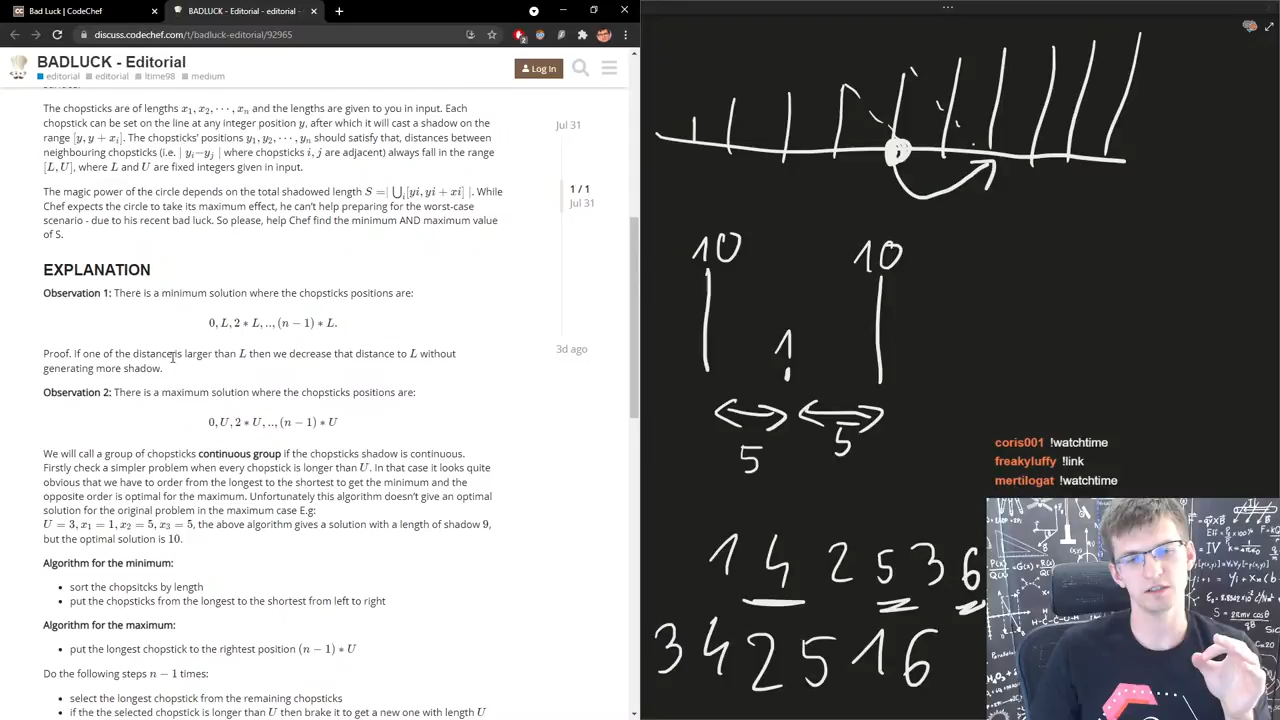 Bad Luck | CodeChef
BADLUCK - Editorial - editorial -
discuss.codechef.com/t/badluck-editorial/92965
BADLUCK - Editorial
editorial editorial ltime98 medium
Log In
The chopsticks are of lengths x1, x2, ⋯, xn and the lengths are given to you in input. Each
chopstick can be set on the line at any integer position y, after which it will cast a shadow on the
range [y, y + xi]. The chopsticks' positions y1, y2, ⋯, yn should satisfy that, distances between
neighbouring chopsticks (i.e. | yi−yj | where chopsticks i, j are adjacent) always fall in the range
[L, U], where L and U are fixed integers given in input.
The magic power of the circle depends on the total shadowed length S =| ⋃i[yi, yi + xi] |. While
Chef expects the circle to take its maximum effect, he can't help preparing for the worst-case
scenario - due to his recent bad luck. So please, help Chef find the minimum AND maximum value
of S.
EXPLANATION
Observation 1: There is a minimum solution where the chopsticks positions are:
0, L, 2 ∗ L, .., (n − 1) ∗ L.
Proof. If one of the distance is larger than L then we decrease that distance to L without
generating more shadow.
Observation 2: There is a maximum solution where the chopsticks positions are:
0, U, 2 ∗ U, .., (n − 1) ∗ U
We will call a group of chopsticks continuous group if the chopsticks shadow is continuous.
Firstly check a simpler problem when every chopstick is longer than U. In that case it looks quite
obvious that we have to order from the longest to the shortest to get the minimum and the
opposite order is optimal for the maximum. Unfortunately this algorithm doesn't give an optimal
solution for the original problem in the maximum case E.g:
U = 3, x1 = 1, x2 = 5, x3 = 5, the above algorithm gives a solution with a length of shadow 9,
but the optimal solution is 10.
Algorithm for the minimum:
sort the chopsitcks by length
put the chopsticks from the longest to the shortest from left to right
Algorithm for the maximum:
put the longest chopstick to the rightest position (n − 1) ∗ U
Do the following steps n − 1 times:
select the longest chopstick from the remaining chopsticks
if the the selected chopstick is longer than U then brake it to get a new one with length U
Jul 31
1 / 1
Jul 31
3d ago
10 10
1
5 5
1 4 2 5 3 6
3 4 2 5 1 6
coris001 !watchtime
freakyluffy !link
mertilogat !watchtime